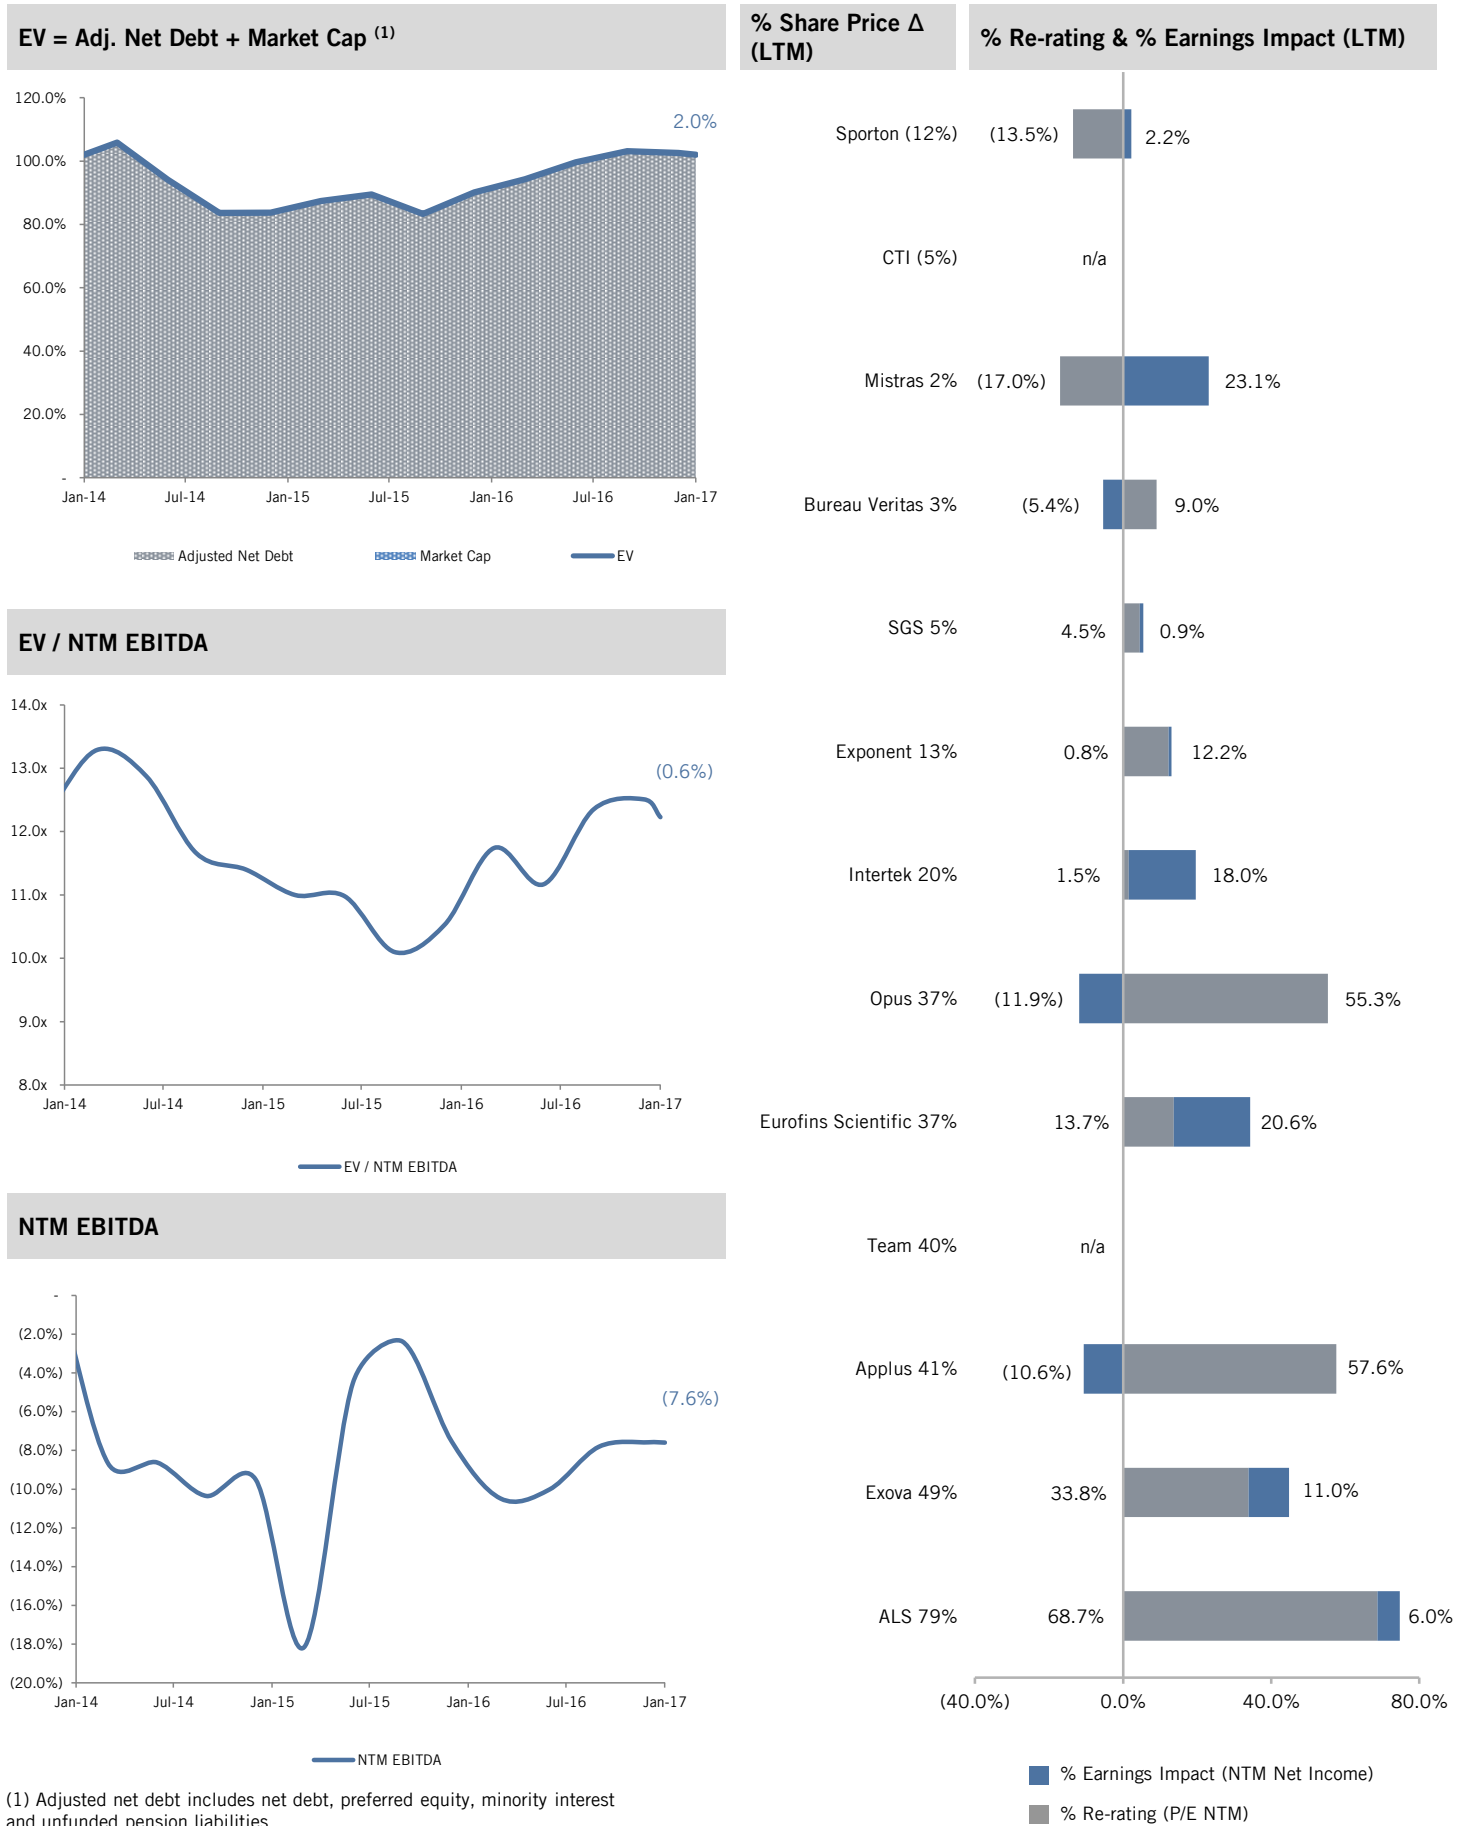 EV = Adj. Net Debt + Market Cap (1)
120.0%
100.0%
80.0%
60.0%
40.0%
20.0%
-
2.0%
Jan-14 Jul-14 Jan-15 Jul-15 Jan-16 Jul-16 Jan-17
Adjusted Net Debt Market Cap EV
EV / NTM EBITDA
14.0x
13.0x
12.0x
11.0x
10.0x
9.0x
8.0x
(0.6%)
Jan-14 Jul-14 Jan-15 Jul-15 Jan-16 Jul-16 Jan-17
EV / NTM EBITDA
NTM EBITDA
-
(2.0%)
(4.0%)
(6.0%)
(8.0%)
(10.0%)
(12.0%)
(14.0%)
(16.0%)
(18.0%)
(20.0%)
(7.6%)
Jan-14 Jul-14 Jan-15 Jul-15 Jan-16 Jul-16 Jan-17
NTM EBITDA
(1) Adjusted net debt includes net debt, preferred equity, minority interest
and unfunded pension liabilities
% Share Price Δ
(LTM)
% Re-rating & % Earnings Impact (LTM)
Sporton (12%) (13.5%) 2.2%
CTI (5%) n/a
Mistras 2% (17.0%) 23.1%
Bureau Veritas 3% (5.4%) 9.0%
SGS 5% 4.5% 0.9%
Exponent 13% 0.8% 12.2%
Intertek 20% 1.5% 18.0%
Opus 37% (11.9%) 55.3%
Eurofins Scientific 37% 13.7% 20.6%
Team 40% n/a
Applus 41% (10.6%) 57.6%
Exova 49% 33.8% 11.0%
ALS 79% 68.7% 6.0%
(40.0%) 0.0% 40.0% 80.0%
% Earnings Impact (NTM Net Income)
% Re-rating (P/E NTM)